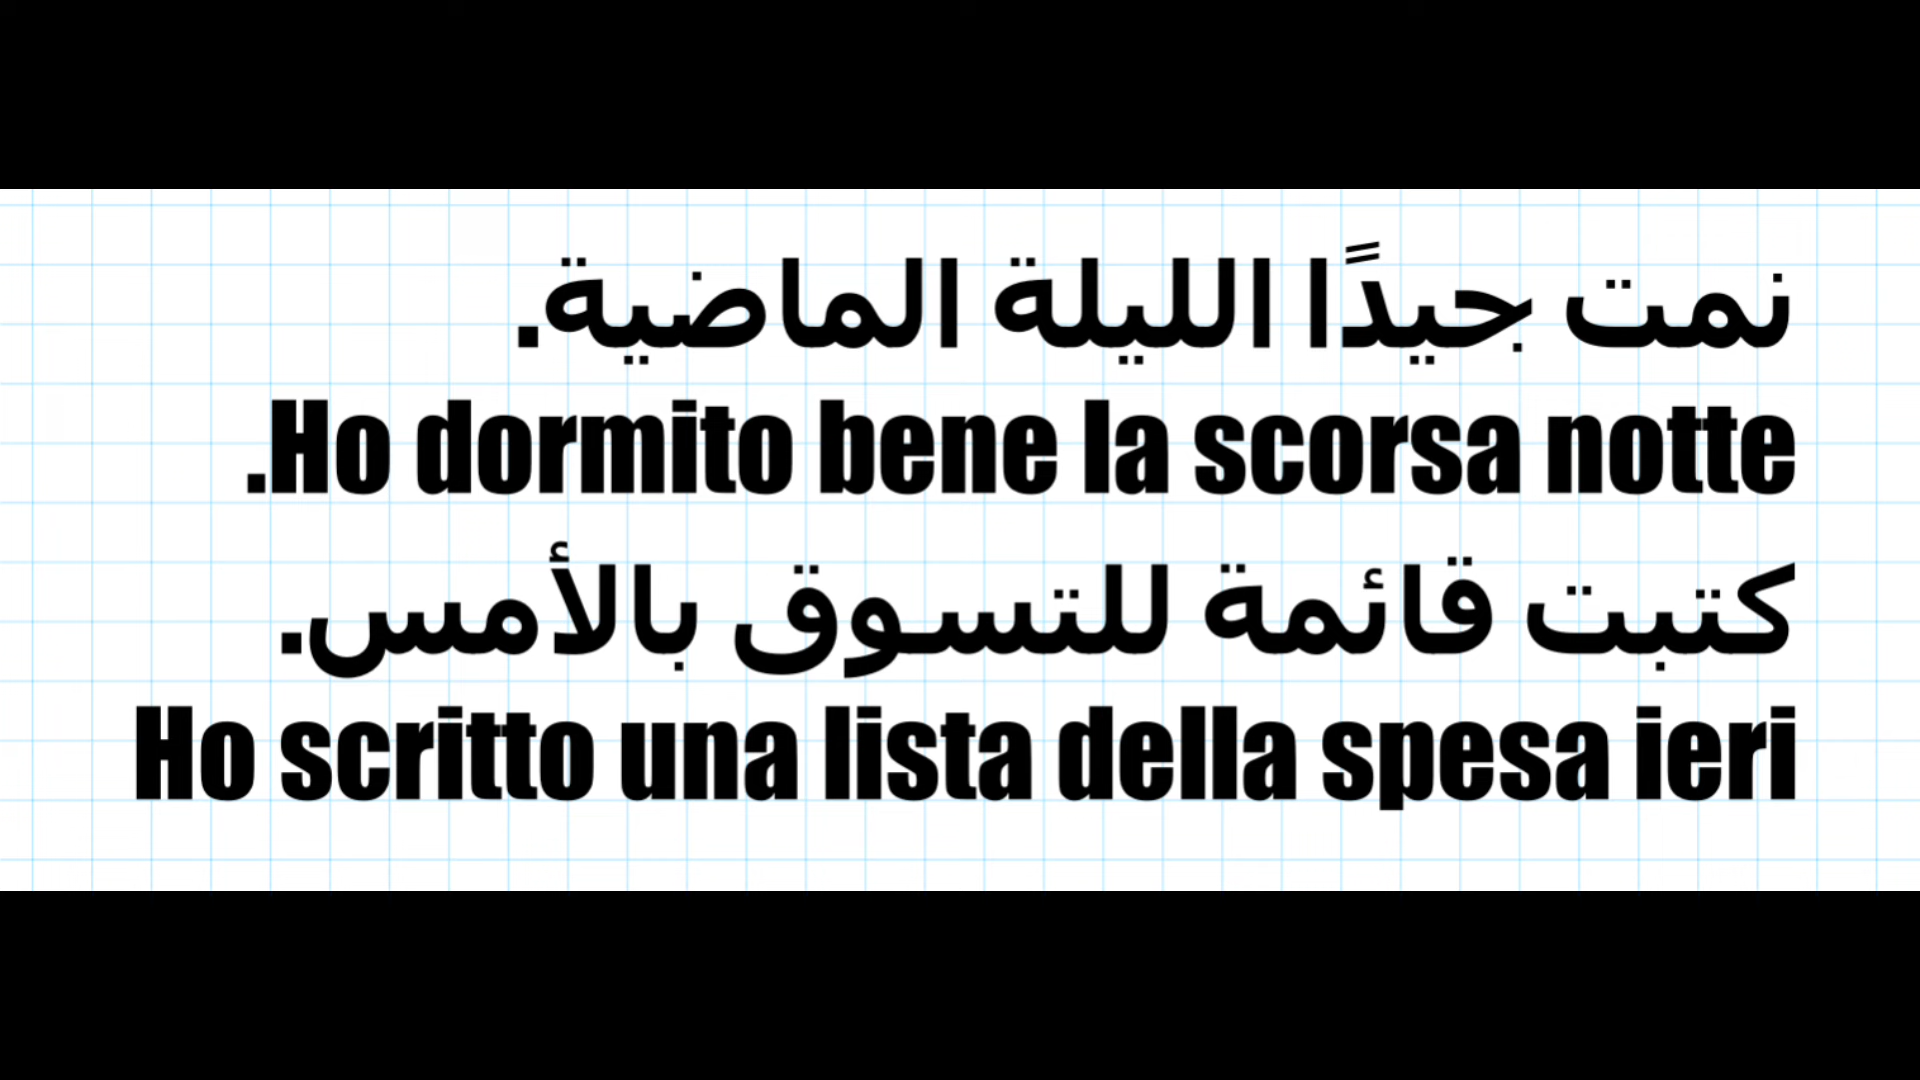 نمت جيدًا الليلة الماضية.
.Ho dormito bene la scorsa notte
كتبت قائمة للتسوق بالأمس.
Ho scritto una lista della spesa ieri